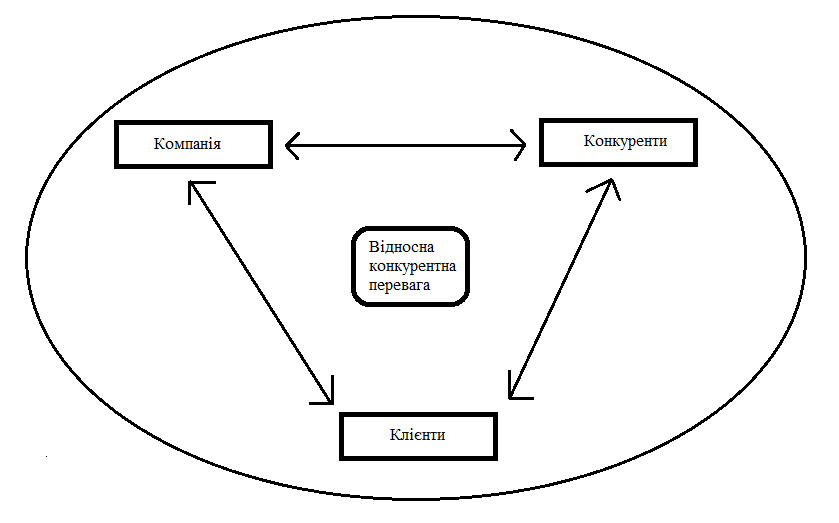 Компанія
Конкуренти
Відносна
конкурентна
перевага
Клієнти